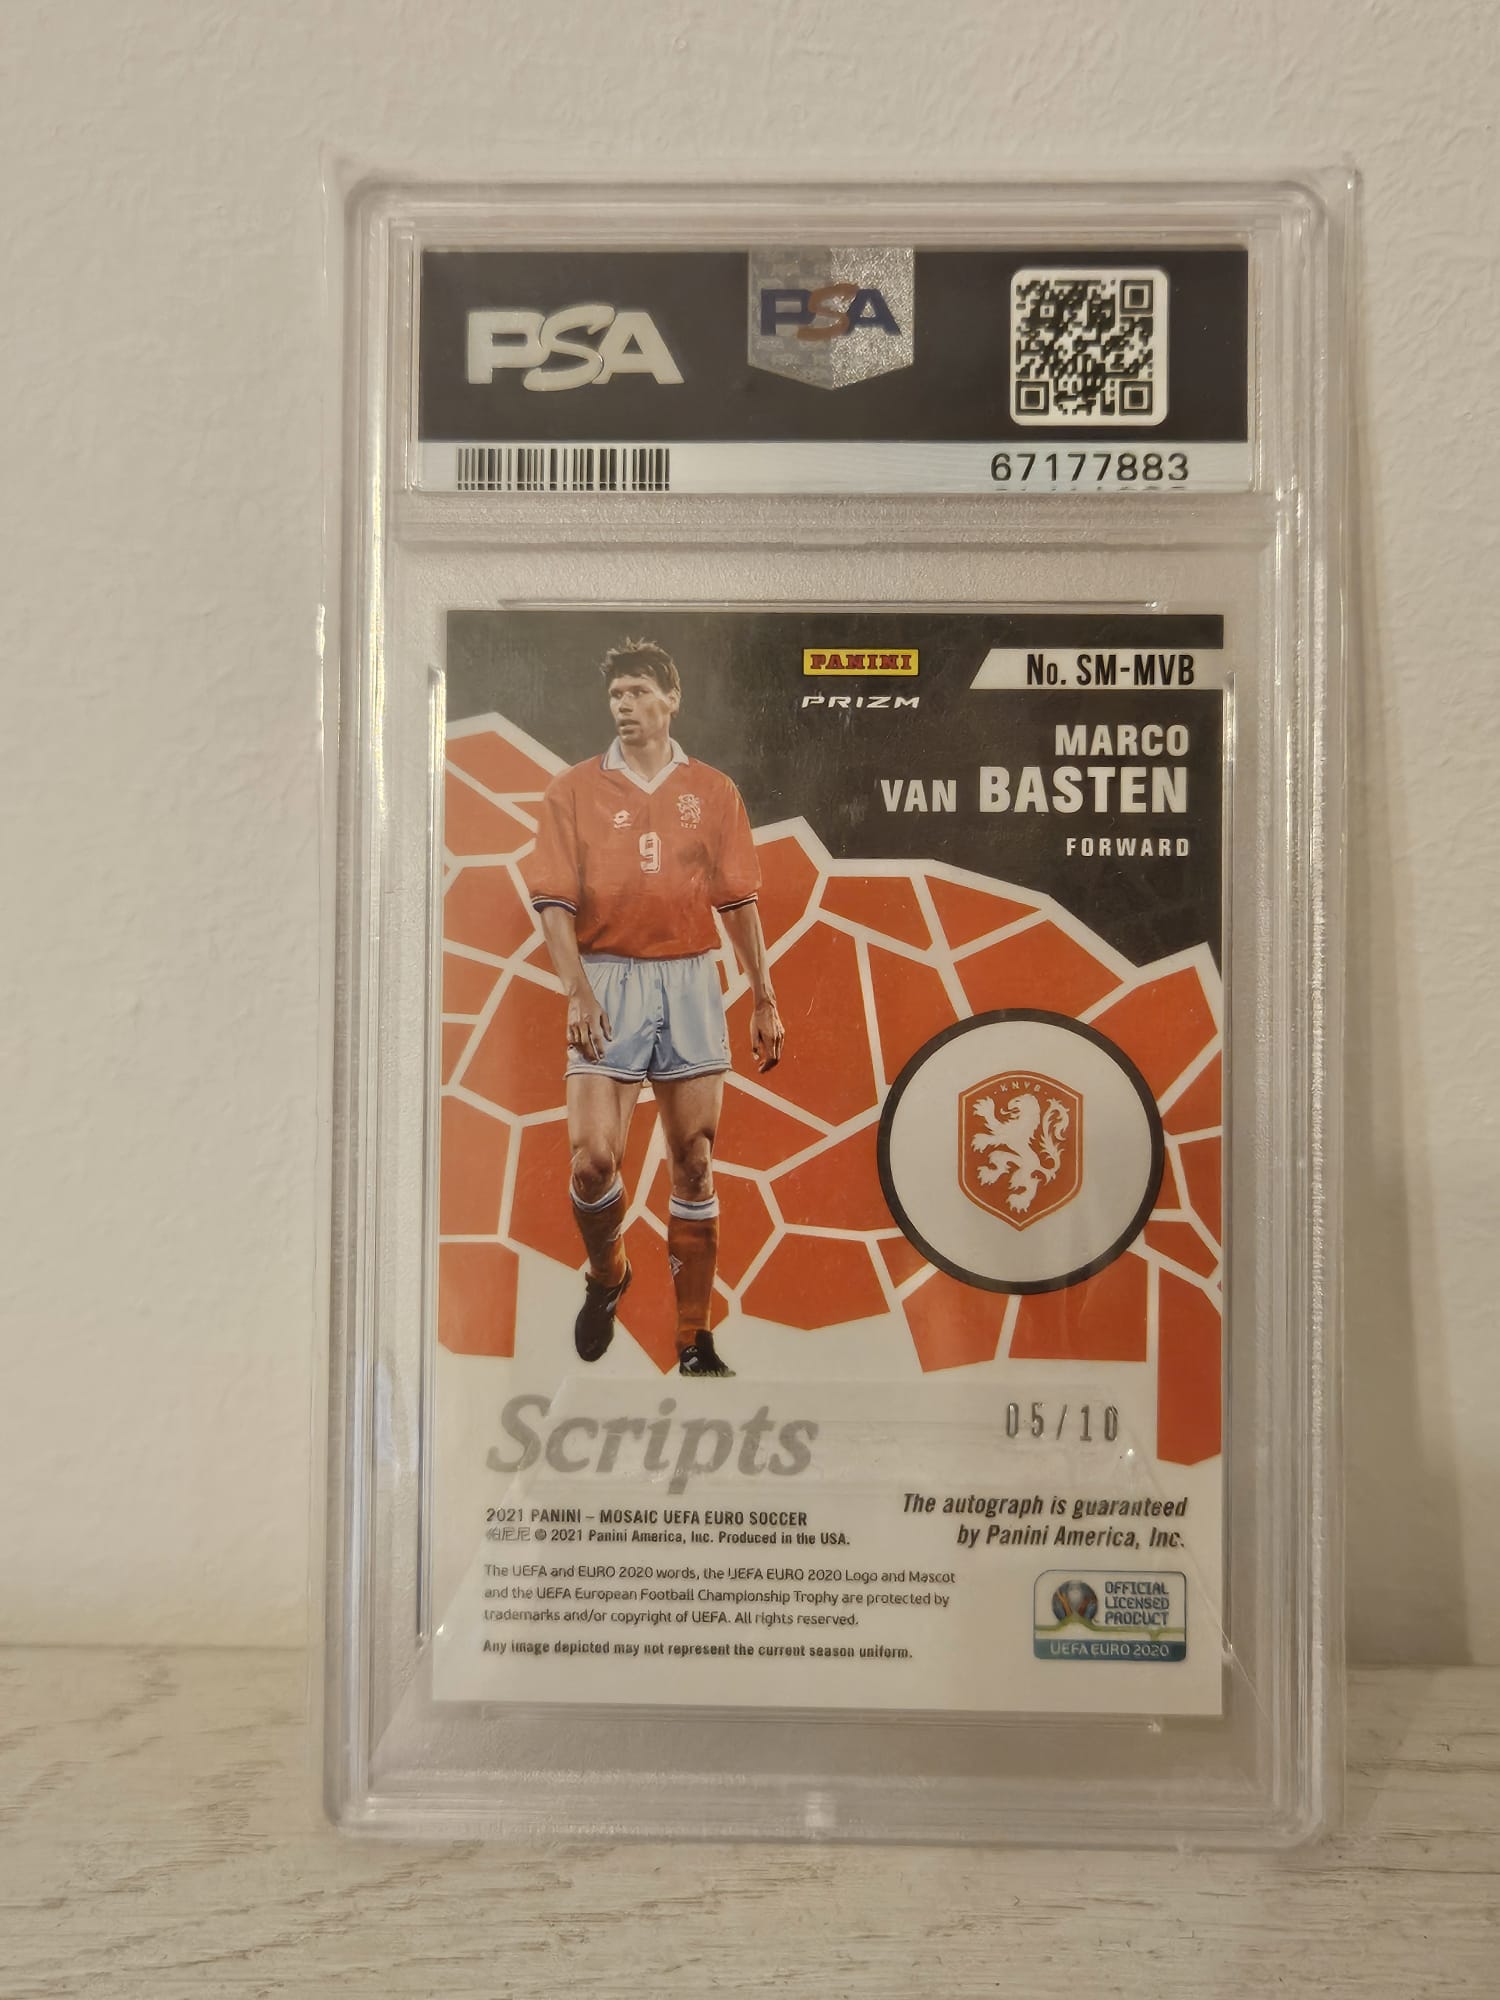 PSA
PSA
67177883
PANINI
No. SM-MVB
PRIZM
MARCO
VAN BASTEN
FORWARD
9
KNVB
Scripts
05/10
2021 PANINI – MOSAIC UEFA EURO SOCCER
帕尼尼 © 2021 Panini America, Inc. Produced in the USA.
The autograph is guaranteed
by Panini America, Inc.
The UEFA and EURO 2020 words, the UEFA EURO 2020 Logo and Mascot
and the UEFA European Football Championship Trophy are protected by
trademarks and/or copyright of UEFA. All rights reserved.
Any image depicted may not represent the current season uniform.
OFFICIAL
LICENSED
PRODUCT
UEFA EURO 2020